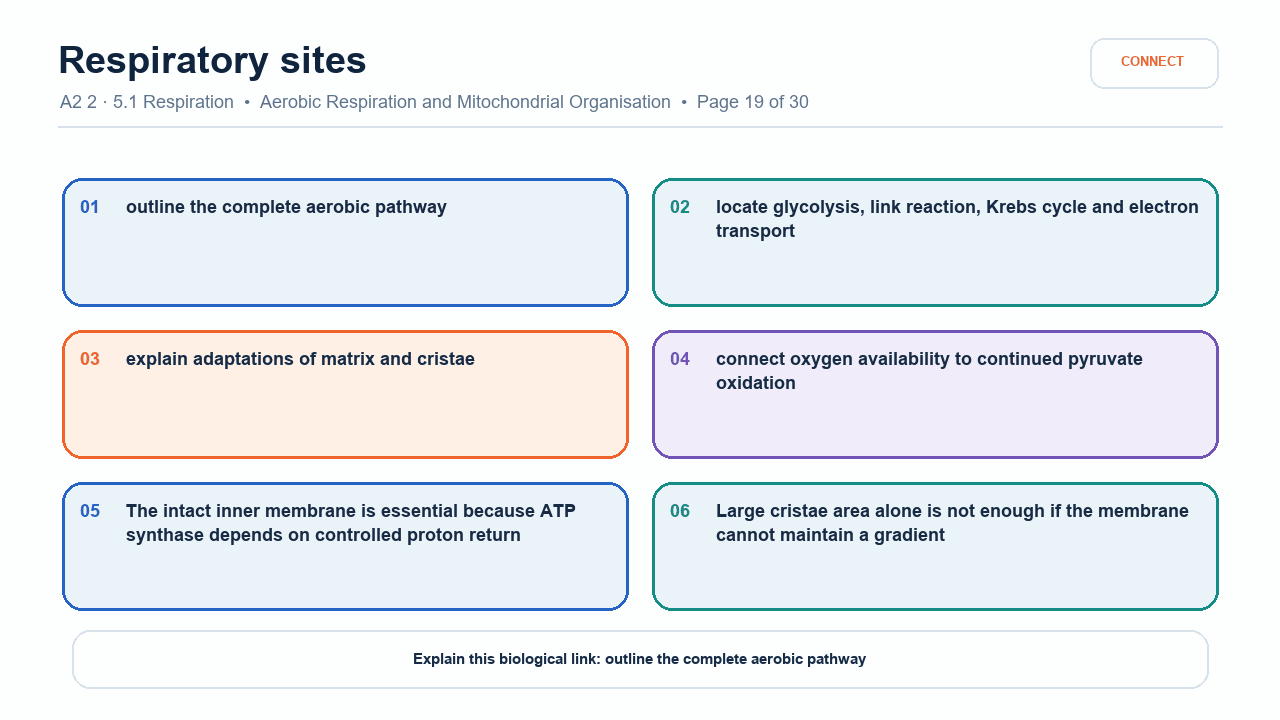 Respiratory sites
CONNECT
A2 2 · 5.1 Respiration • Aerobic Respiration and Mitochondrial Organisation • Page 19 of 30
01 outline the complete aerobic pathway
02 locate glycolysis, link reaction, Krebs cycle and electron
transport
03 explain adaptations of matrix and cristae
04 connect oxygen availability to continued pyruvate
oxidation
05 The intact inner membrane is essential because ATP
synthase depends on controlled proton return
06 Large cristae area alone is not enough if the membrane
cannot maintain a gradient
Explain this biological link: outline the complete aerobic pathway